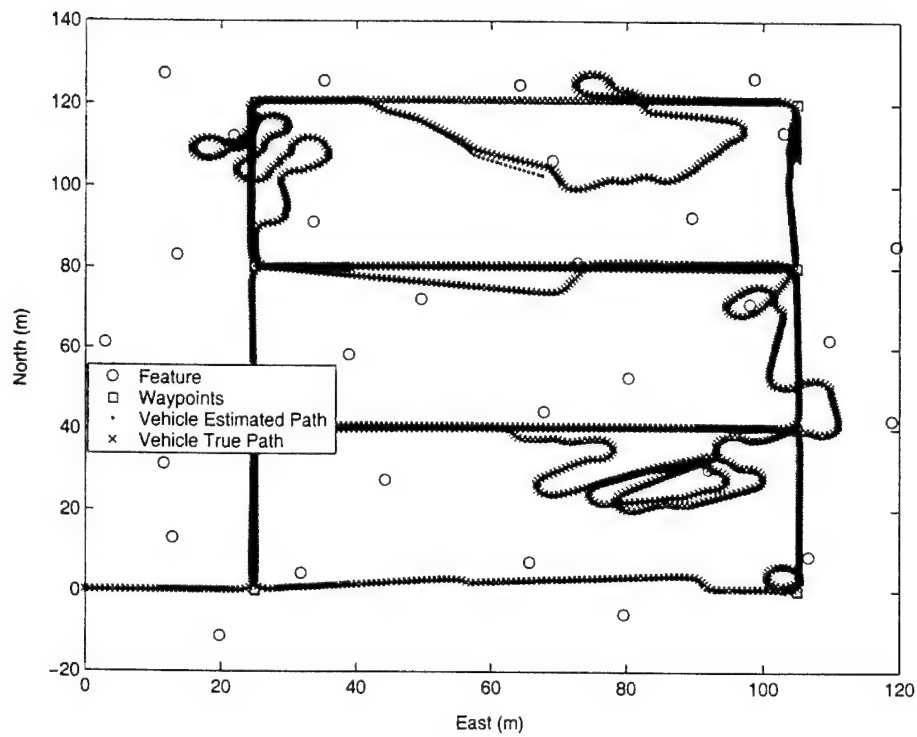 140
120
100
80
60
40
20
0
−20
North (m)
Feature
Waypoints
Vehicle Estimated Path
Vehicle True Path
0
20
40
60
80
100
120
East (m)